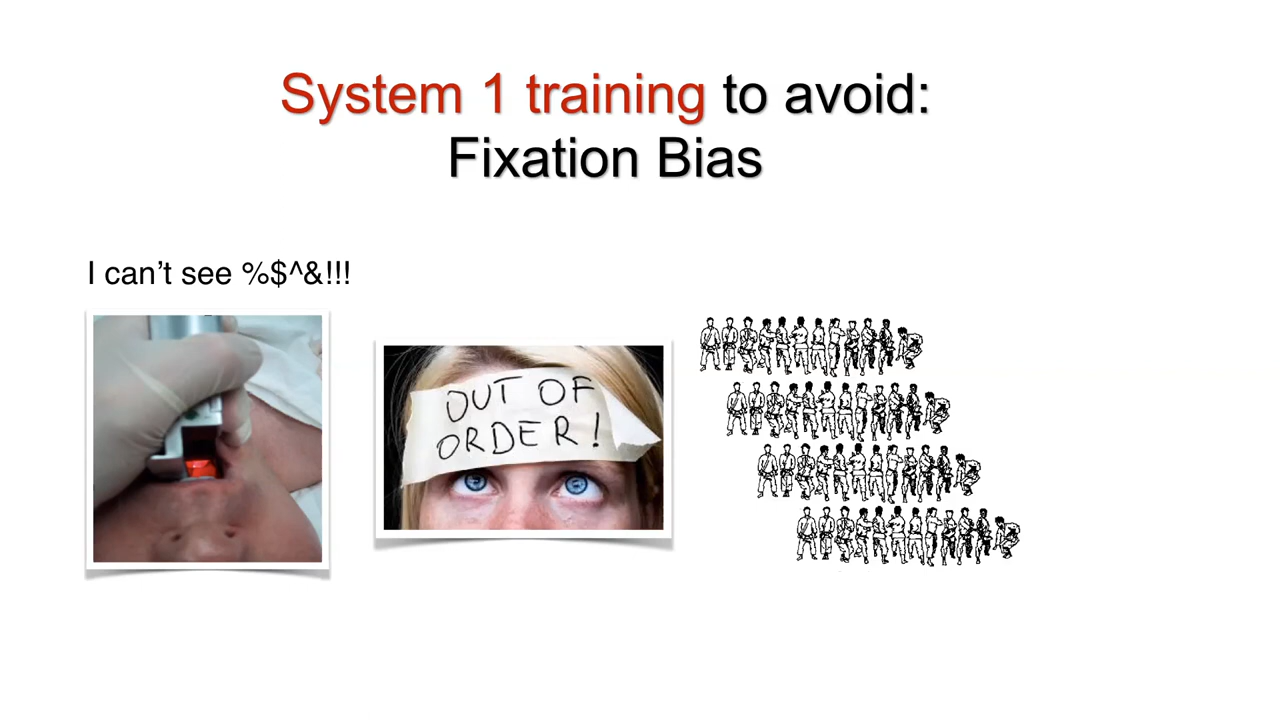 System 1 training to avoid:
Fixation Bias
I can’t see %$^&!!!
OUT OF
ORDER!